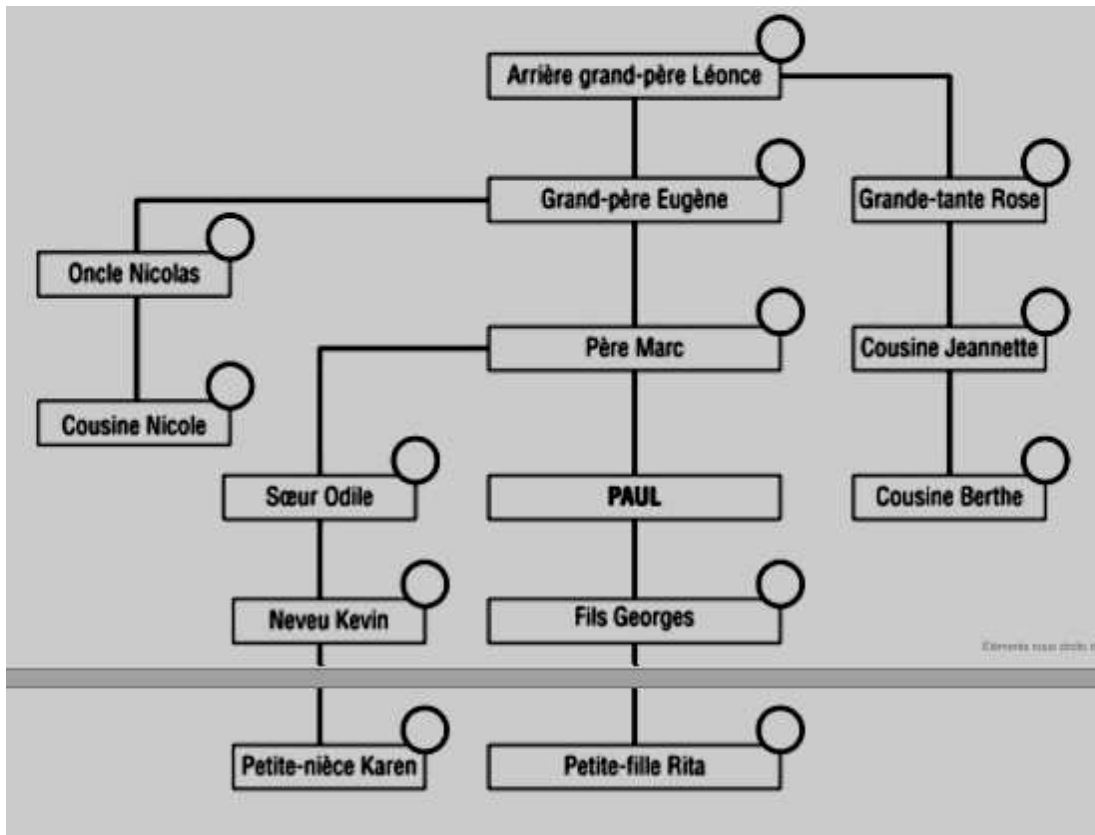 Arrière grand-père Léonce
Grand-père Eugène
Grande-tante Rose
Oncle Nicolas
Père Marc
Cousine Jeannette
Cousine Nicole
Sœur Odile
PAUL
Cousine Berthe
Neveu Kevin
Fils Georges
Petite-nièce Karen
Petite-fille Rita